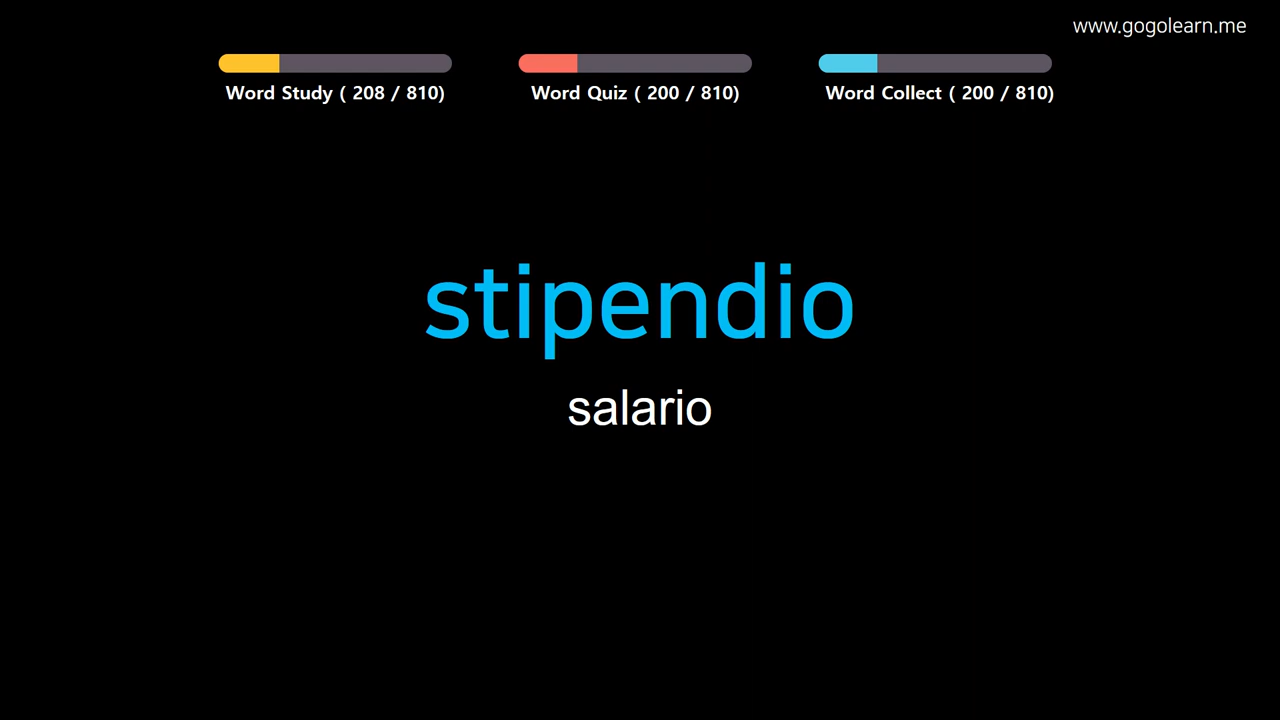 www.gogolearn.me
Word Study ( 208 / 810)
Word Quiz ( 200 / 810)
Word Collect ( 200 / 810)
stipendio
salario